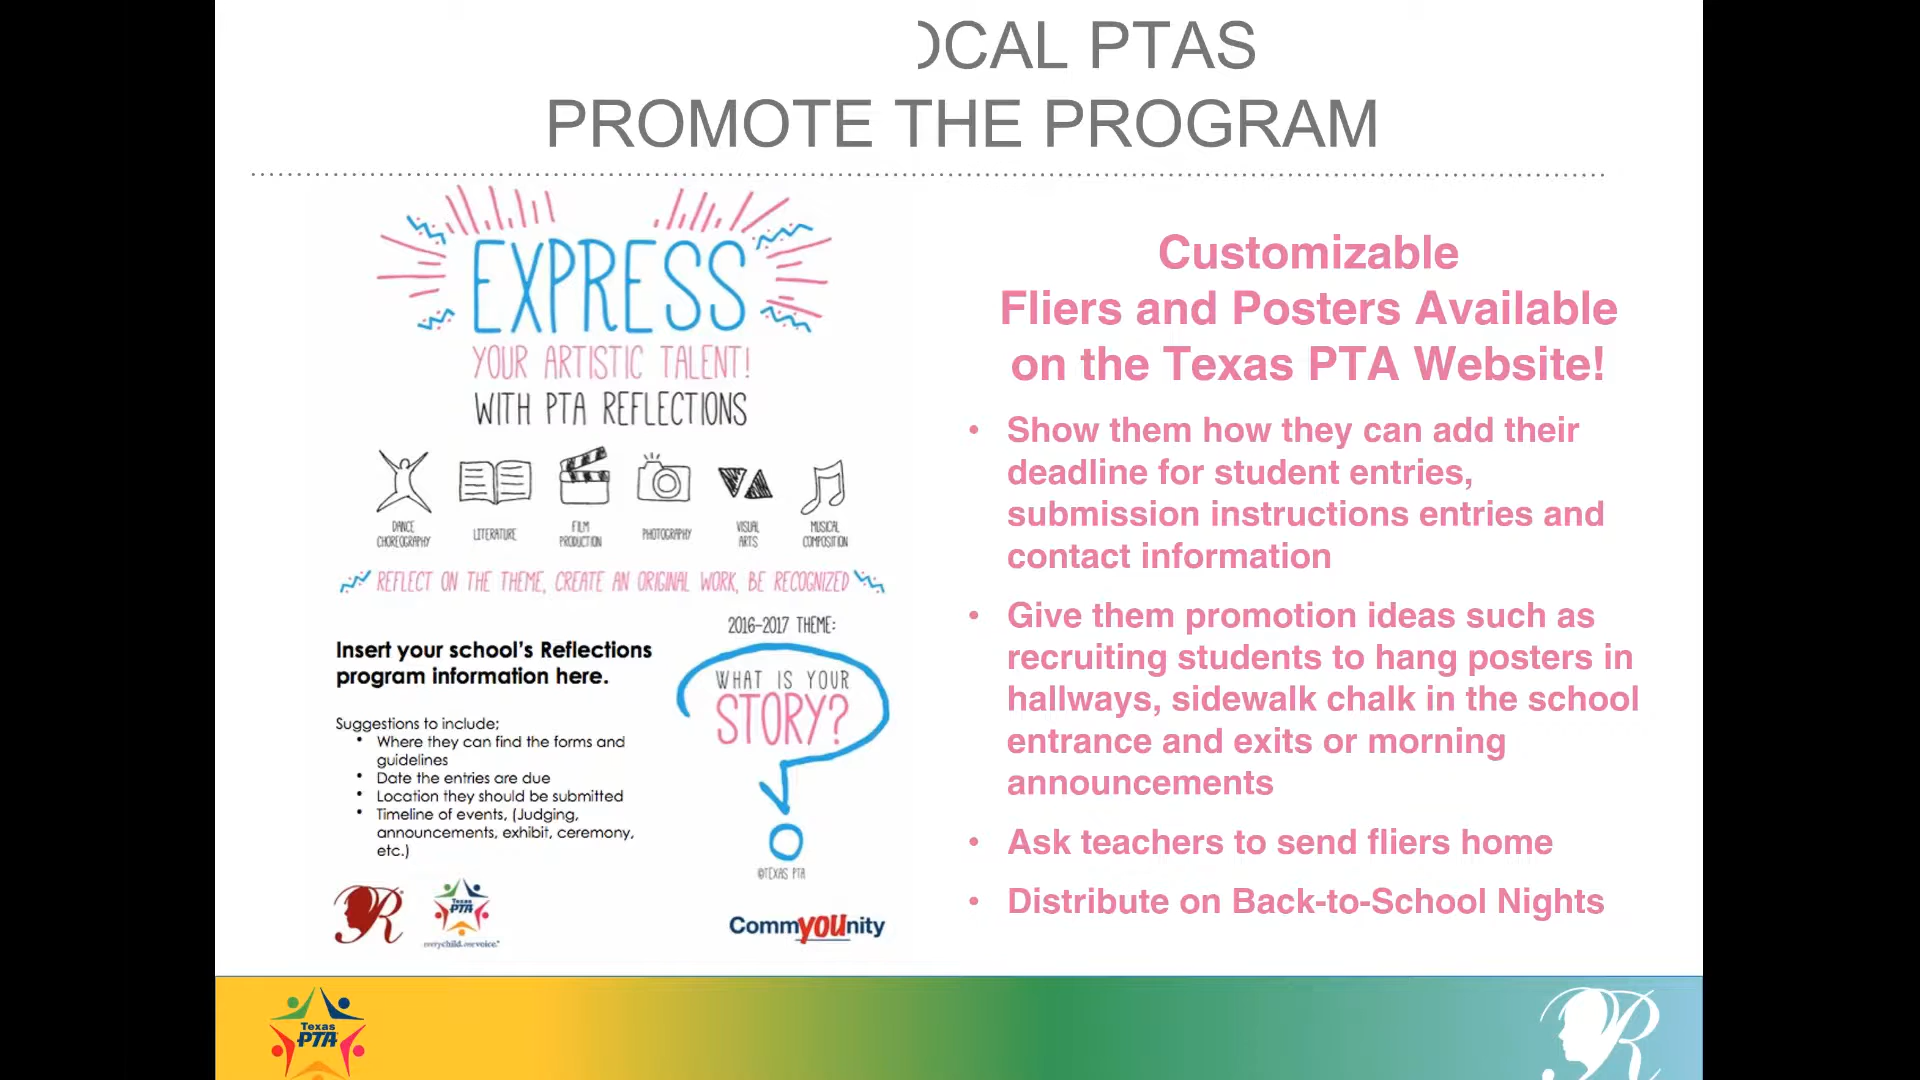 OCAL PTAS
PROMOTE THE PROGRAM
EXPRESS
YOUR ARTISTIC TALENT!
WITH PTA REFLECTIONS
DANCE CHOREOGRAPHY
LITERATURE
FILM PRODUCTION
PHOTOGRAPHY
VISUAL ARTS
MUSICAL COMPOSITION
REFLECT ON THE THEME, CREATE AN ORIGINAL WORK, BE RECOGNIZED
Insert your school's Reflections
program information here.
Suggestions to include;
• Where they can find the forms and
guidelines
• Date the entries are due
• Location they should be submitted
• Timeline of events, (Judging,
announcements, exhibit, ceremony,
etc.)
2016-2017 THEME:
WHAT IS YOUR
STORY?
©TEXAS PTA
R
Texas
PTA
everychild.onevoice.®
CommYOUnity
Customizable
Fliers and Posters Available
on the Texas PTA Website!
• Show them how they can add their
deadline for student entries,
submission instructions entries and
contact information
• Give them promotion ideas such as
recruiting students to hang posters in
hallways, sidewalk chalk in the school
entrance and exits or morning
announcements
• Ask teachers to send fliers home
• Distribute on Back-to-School Nights
Texas
PTA
R